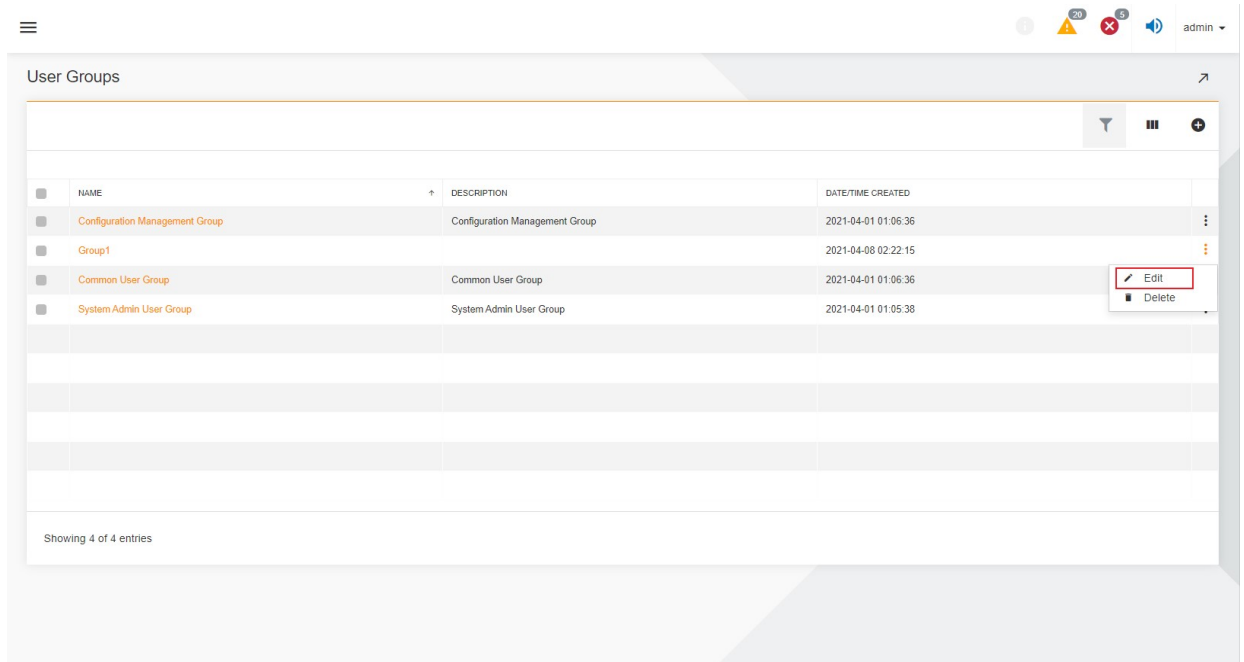 20 5 admin
User Groups
NAME DESCRIPTION DATE/TIME CREATED
Configuration Management Group Configuration Management Group 2021-04-01 01:06:36
Group1 2021-04-08 02:22:15
Common User Group Common User Group 2021-04-01 01:06:36 Edit
System Admin User Group System Admin User Group 2021-04-01 01:05:38 Delete
Showing 4 of 4 entries